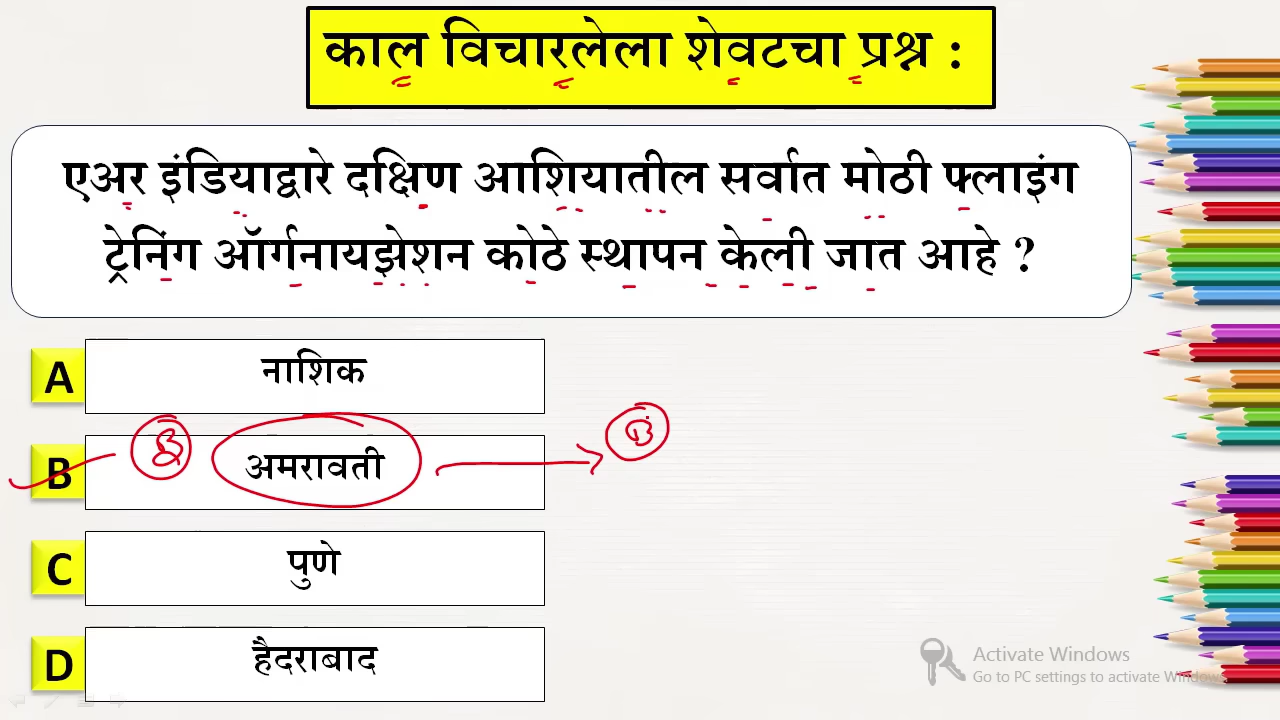 काल विचारलेला शेवटचा प्रश्न :
एअर इंडियाद्वारे दक्षिण आशियातील सर्वात मोठी फ्लाइंग
ट्रेनिंग ऑर्गनायझेशन कोठे स्थापन केली जात आहे ?
A नाशिक
B अमरावती
C पुणे
D हैदराबाद
Activate Windows
Go to PC settings to activate Windows.